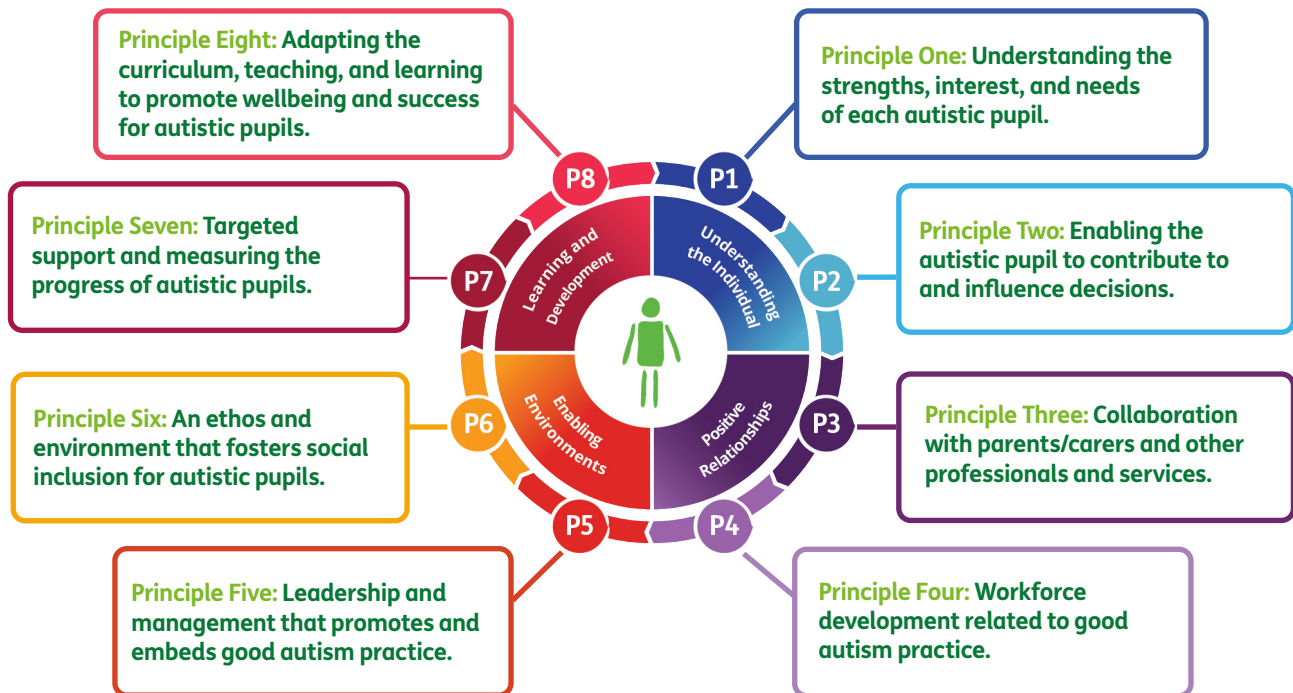 Principle One: Understanding the
strengths, interest, and needs
of each autistic pupil.
Principle Two: Enabling the
autistic pupil to contribute to
and influence decisions.
Principle Three: Collaboration
with parents/carers and other
professionals and services.
Principle Four: Workforce
development related to good
autism practice.
Principle Five: Leadership and
management that promotes and
embeds good autism practice.
Principle Six: An ethos and
environment that fosters social
inclusion for autistic pupils.
Principle Seven: Targeted
support and measuring the
progress of autistic pupils.
Principle Eight: Adapting the
curriculum, teaching, and learning
to promote wellbeing and success
for autistic pupils.
P1
P2
P3
P4
P5
P6
P7
P8
Understanding
the Individual
Positive
Relationships
Enabling
Environments
Learning and
Development